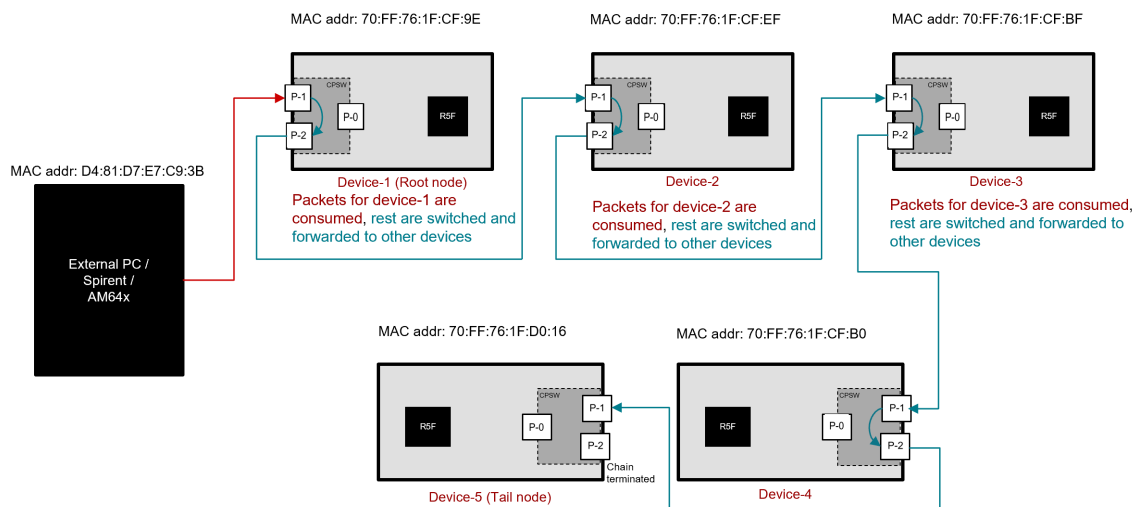 MAC addr: 70:FF:76:1F:CF:9E
MAC addr: 70:FF:76:1F:CF:EF
MAC addr: 70:FF:76:1F:CF:BF
CPSW
P-1
P-0
P-2
R5F
CPSW
P-1
P-0
P-2
R5F
CPSW
P-1
P-0
P-2
R5F
MAC addr: D4:81:D7:E7:C9:3B
External PC /
Spirent /
AM64x
Device-1 (Root node)
Packets for device-1 are
consumed, rest are switched and
forwarded to other devices
Device-2
Packets for device-2 are
consumed, rest are switched and
forwarded to other devices
Device-3
Packets for device-3 are consumed,
rest are switched and forwarded to
other devices
MAC addr: 70:FF:76:1F:D0:16
MAC addr: 70:FF:76:1F:CF:B0
R5F
CPSW
P-0
P-1
P-2
Chain
terminated
Device-5 (Tail node)
R5F
CPSW
P-0
P-1
P-2
Device-4